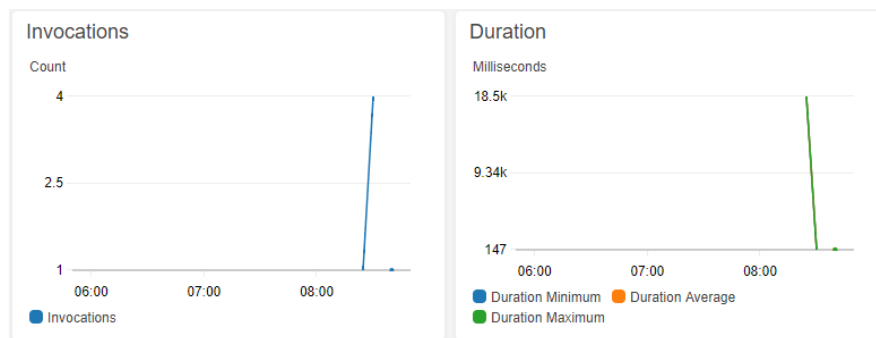 Invocations
Count
4
2.5
1
06:00 07:00 08:00
Invocations
Duration
Milliseconds
18.5k
9.34k
147
06:00 07:00 08:00
Duration Minimum Duration Average
Duration Maximum